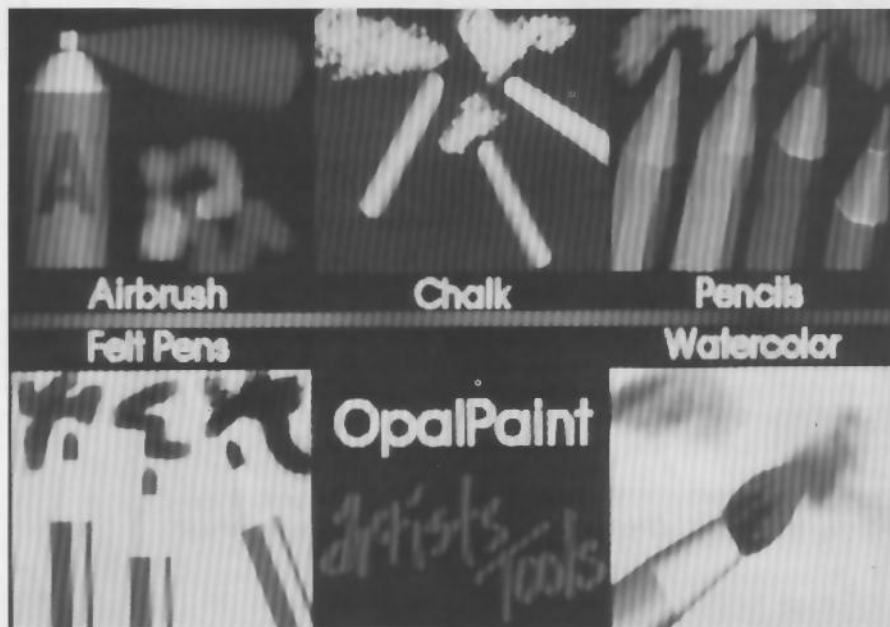 A
Airbrush
Chalk
Pencils
Felt Pens
Watercolor
OpalPaint
Artists
Tools